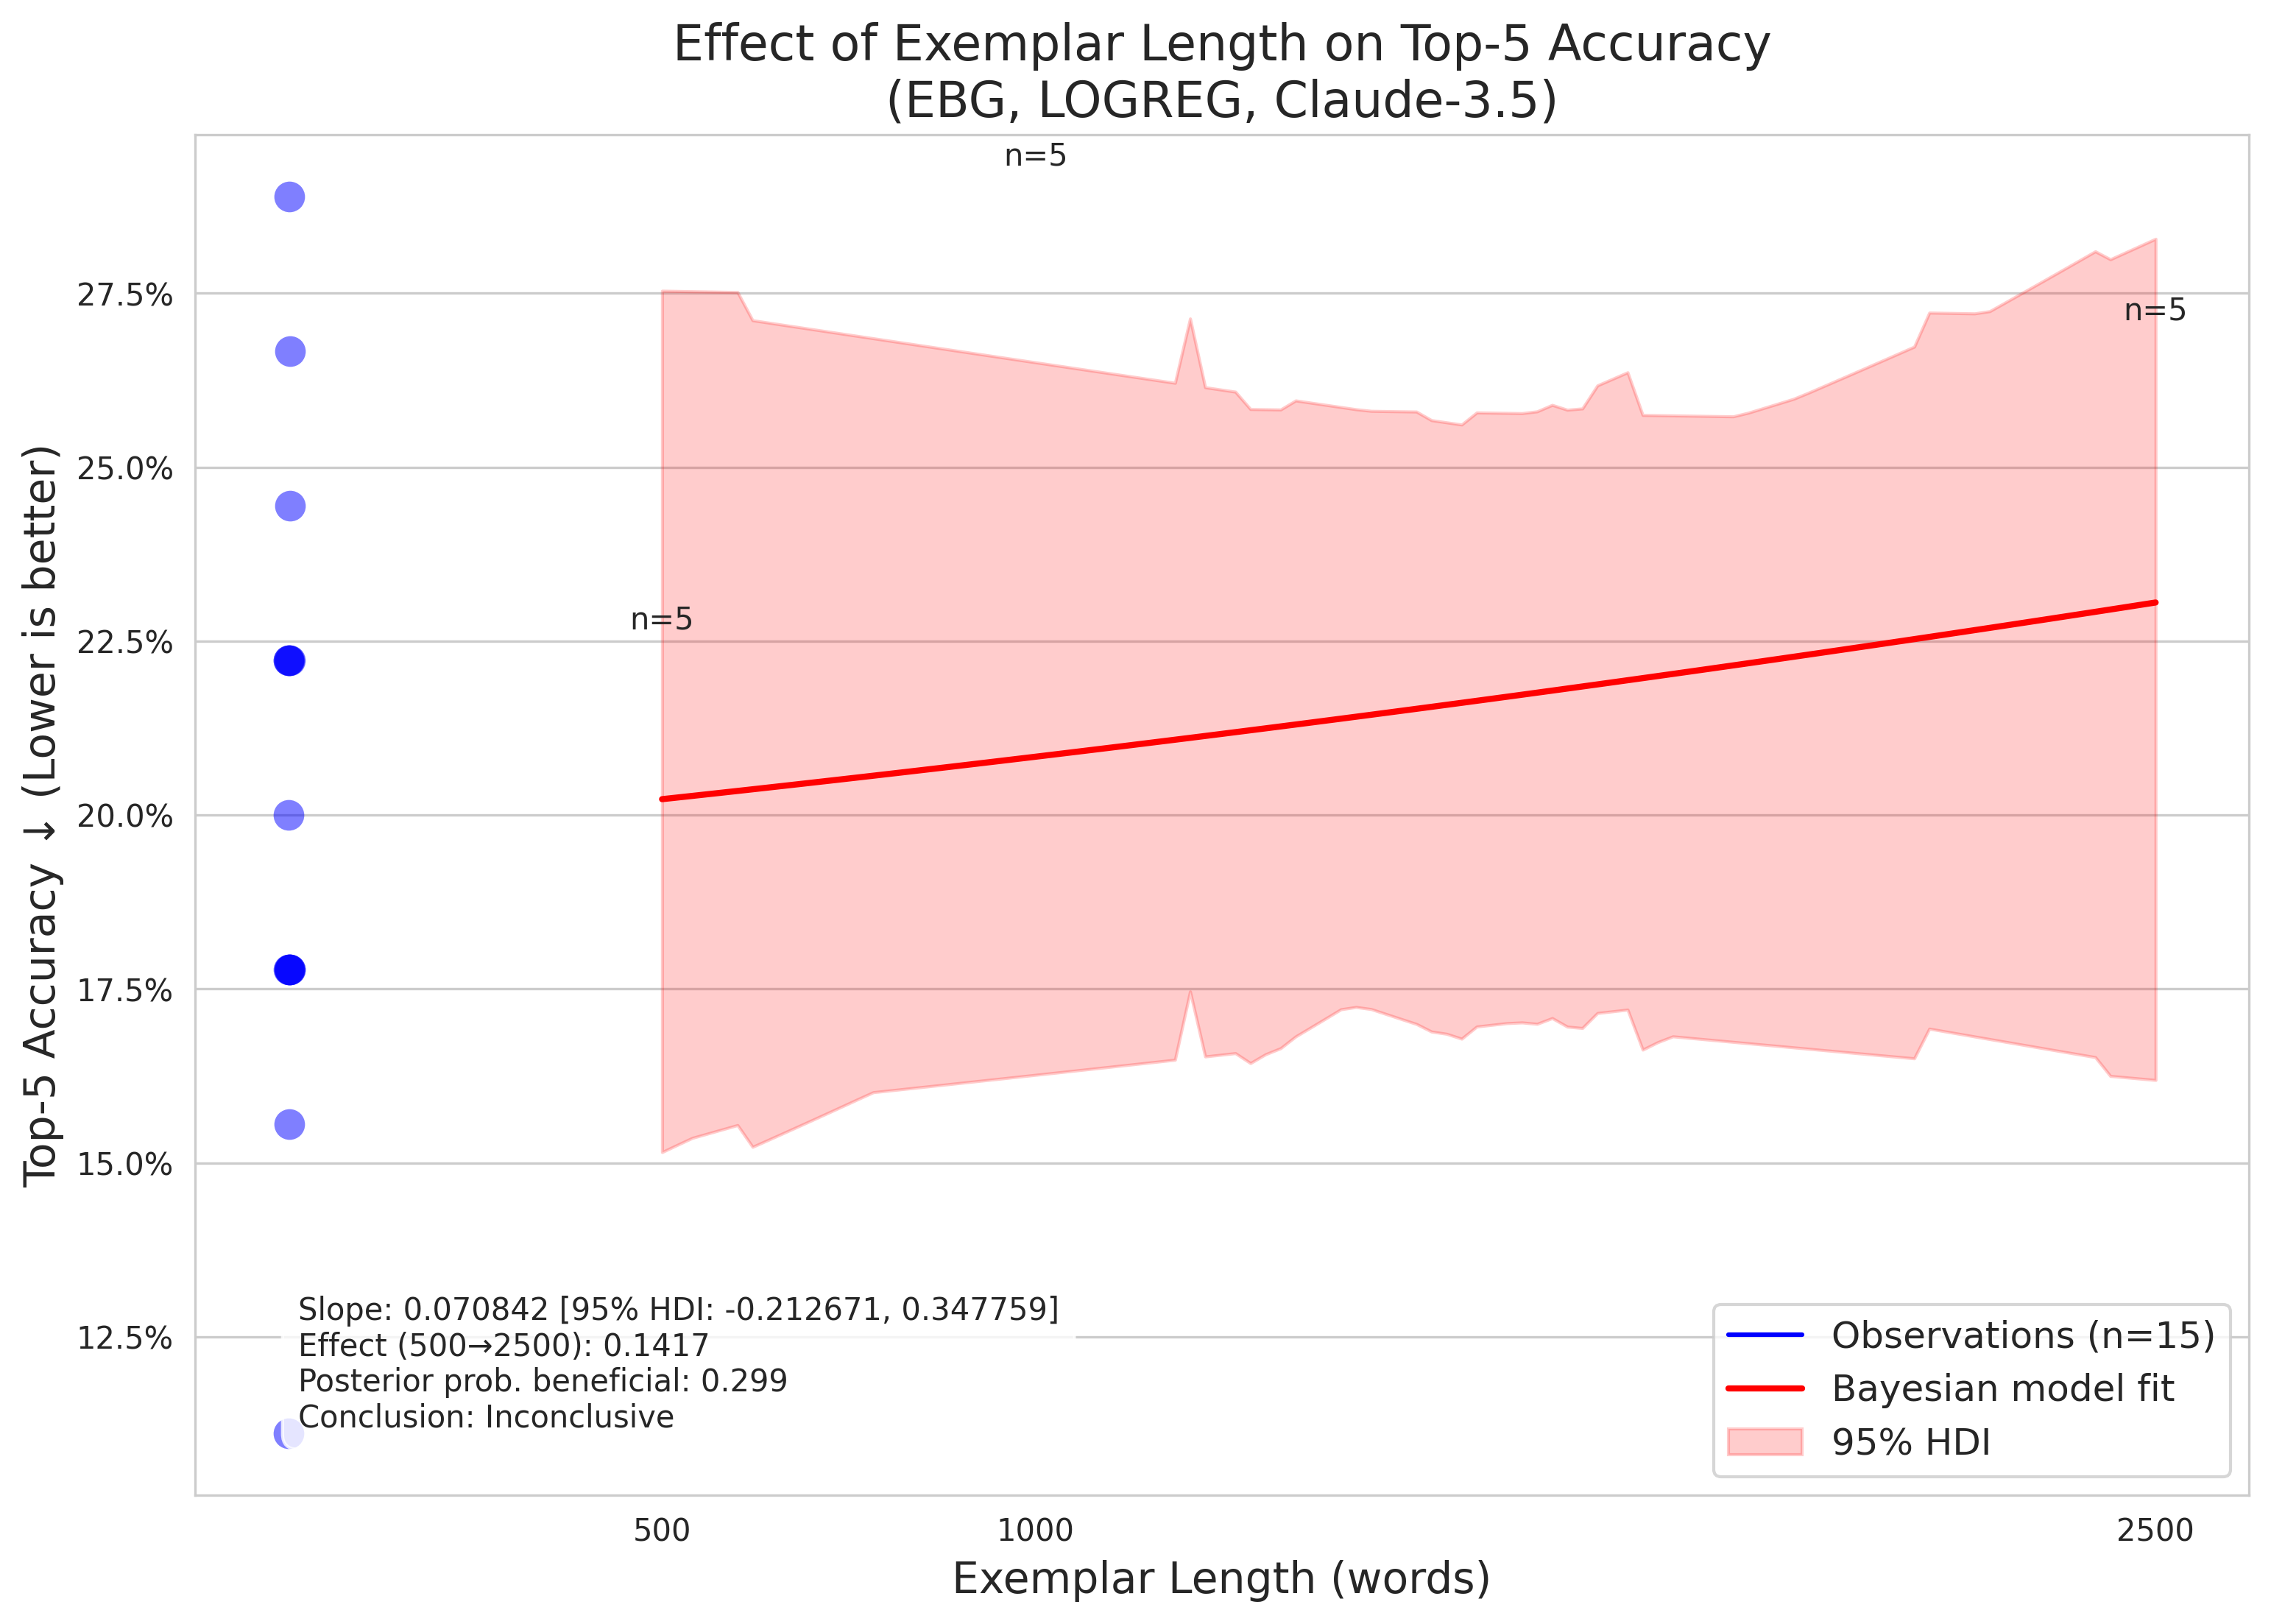 Effect of Exemplar Length on Top-5 Accuracy
(EBG, LOGREG, Claude-3.5)
Top-5 Accuracy ↓ (Lower is better)
27.5%
25.0%
22.5%
20.0%
17.5%
15.0%
12.5%
n=5
n=5
n=5
Slope: 0.070842 [95% HDI: -0.212671, 0.347759]
Effect (500→2500): 0.1417
Posterior prob. beneficial: 0.299
Conclusion: Inconclusive
Observations (n=15)
Bayesian model fit
95% HDI
500
1000
2500
Exemplar Length (words)